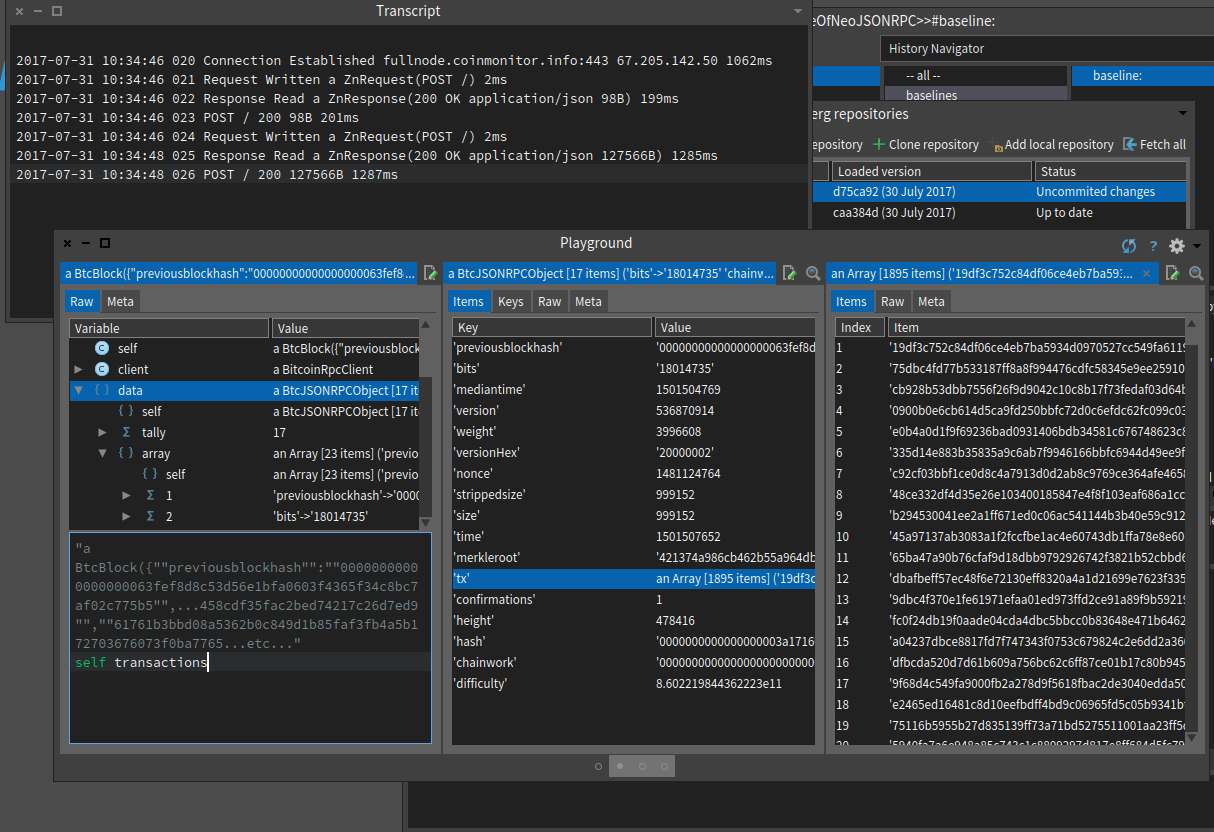 Transcript
2017-07-31 10:34:46 020 Connection Established fullnode.coinmonitor.info:443 67.205.142.50 1062ms
2017-07-31 10:34:46 021 Request Written a ZnRequest(POST /) 2ms
2017-07-31 10:34:46 022 Response Read a ZnResponse(200 OK application/json 98B) 199ms
2017-07-31 10:34:46 023 POST / 200 98B 201ms
2017-07-31 10:34:46 024 Request Written a ZnRequest(POST /) 2ms
2017-07-31 10:34:48 025 Response Read a ZnResponse(200 OK application/json 127566B) 1285ms
2017-07-31 10:34:48 026 POST / 200 127566B 1287ms
eOfNeoJSONRPC>>#baseline:
History Navigator
-- all --
baseline:
baselines
erg repositories
epository Clone repository Add local repository Fetch all
Loaded version Status
d75ca92 (30 July 2017) Uncommited changes
caa384d (30 July 2017) Up to date
Playground
?
a BtcBlock({"previousblockhash":"00000000000000000063fef8...
Raw Meta
Variable Value
self a BtcBlock({"previousblock
client a BitcoinRpcClient
data a BtcJSONRPCObject [17 it
self a BtcJSONRPCObject [17 it
tally 17
array an Array [23 items] ('previo
self an Array [23 items] ('previo
1 'previousblockhash'->'0000
2 'bits'->'18014735'
"a
BtcBlock({""previousblockhash"":""0000000000
0000000063fef8d8c53d56e1bfa0603f4365f34c8bc7
af02c775b5"",...458cdf35fac2bed74217c26d7ed9
"",""61761b3bbd08a5362b0c849d1b85faf3fb4a5b1
72703676073f0ba7765...etc..."
self transactions
a BtcJSONRPCObject [17 items] ('bits'->'18014735' 'chainw...
Items Keys Raw Meta
Key Value
'previousblockhash' '00000000000000000063fef8d
'bits' '18014735'
'mediantime' 1501504769
'version' 536870914
'weight' 3996608
'versionHex' '20000002'
'nonce' 1481124764
'strippedsize' 999152
'size' 999152
'time' 1501507652
'merkleroot' '421374a986cb462b55a964db
'tx' an Array [1895 items] ('19df3c
'confirmations' 1
'height' 478416
'hash' '0000000000000000003a1716
'chainwork' '000000000000000000000000
'difficulty' 8.602219844362223e11
an Array [1895 items] ('19df3c752c84df06ce4eb7ba593...
Items Raw Meta
Index Item
1 '19df3c752c84df06ce4eb7ba5934d0970527cc549fa6119
2 '75dbc4fd77b533187ff8a8f994476cdfc58345e9ee25910
3 'cb928b53dbb7556f26f9d9042c10c8b17f73fedaf03d64b
4 '0900b0e6cb614d5ca9fd250bbfc72d0c6efdc62fc099c03
5 'e0b4a0d1f9f69236bad0931406bdb34581c676748623c8
6 '335d14e883b35835a9c6ab7f9946166bbfc6944d49ee9f
7 'c92cf03bbf1ce0d8c4a7913d0d2ab8c9769ce364afe4658
8 '48ce332df4d35e26e103400185847e4f8f103eaf686a1cc
9 'b294530041ee2a1ff671ed0c06ac541144b3b40e59c912
10 '45a97137ab3083a1f2fccfbe1ac4e60743db1ffa78e8e60
11 '65ba47a90b76cfaf9d18dbb9792926742f3821b52cbbd6
12 'dbafbeff57ec48f6e72130eff8320a4a1d21699e7623f335
13 '9dbc4f370e1fe61971efaa01ed973ffd2ce91a89f9b59219
14 'fc0f24db19f0aade04cda4dbc5bbcc0b83648e471b6462
15 'a04237dbce8817fd7f747343f0753c679824c2e6dd2a36
16 'dfbcda520d7d61b609a756bc62c6ff87ce01b17c80b945
17 '9f68d4c549fa9000fb2a278d9f5618fbac2de3040edda50
18 'e2465ed16481c8d10eefbdff4bd9c06965fd5c05b9341b
19 '75116b5955b27d835139ff73a71bd5275511001aa23ff5